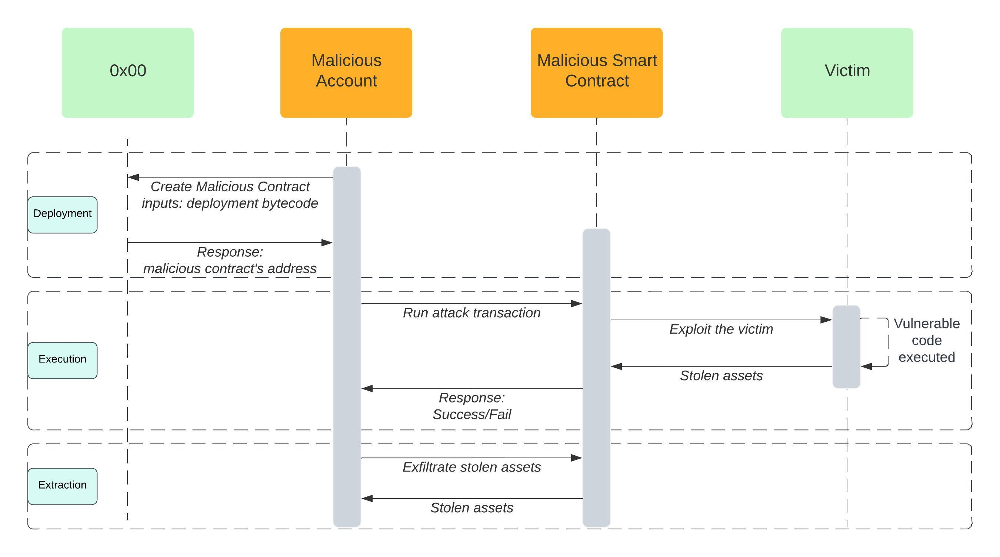 0x00
Malicious
Account
Malicious Smart
Contract
Victim
Create Malicious Contract
inputs: deployment bytecode
Deployment
Response:
malicious contract's address
Run attack transaction
Exploit the victim
Vulnerable
code
executed
Execution
Stolen assets
Response:
Success/Fail
Exfiltrate stolen assets
Extraction
Stolen assets